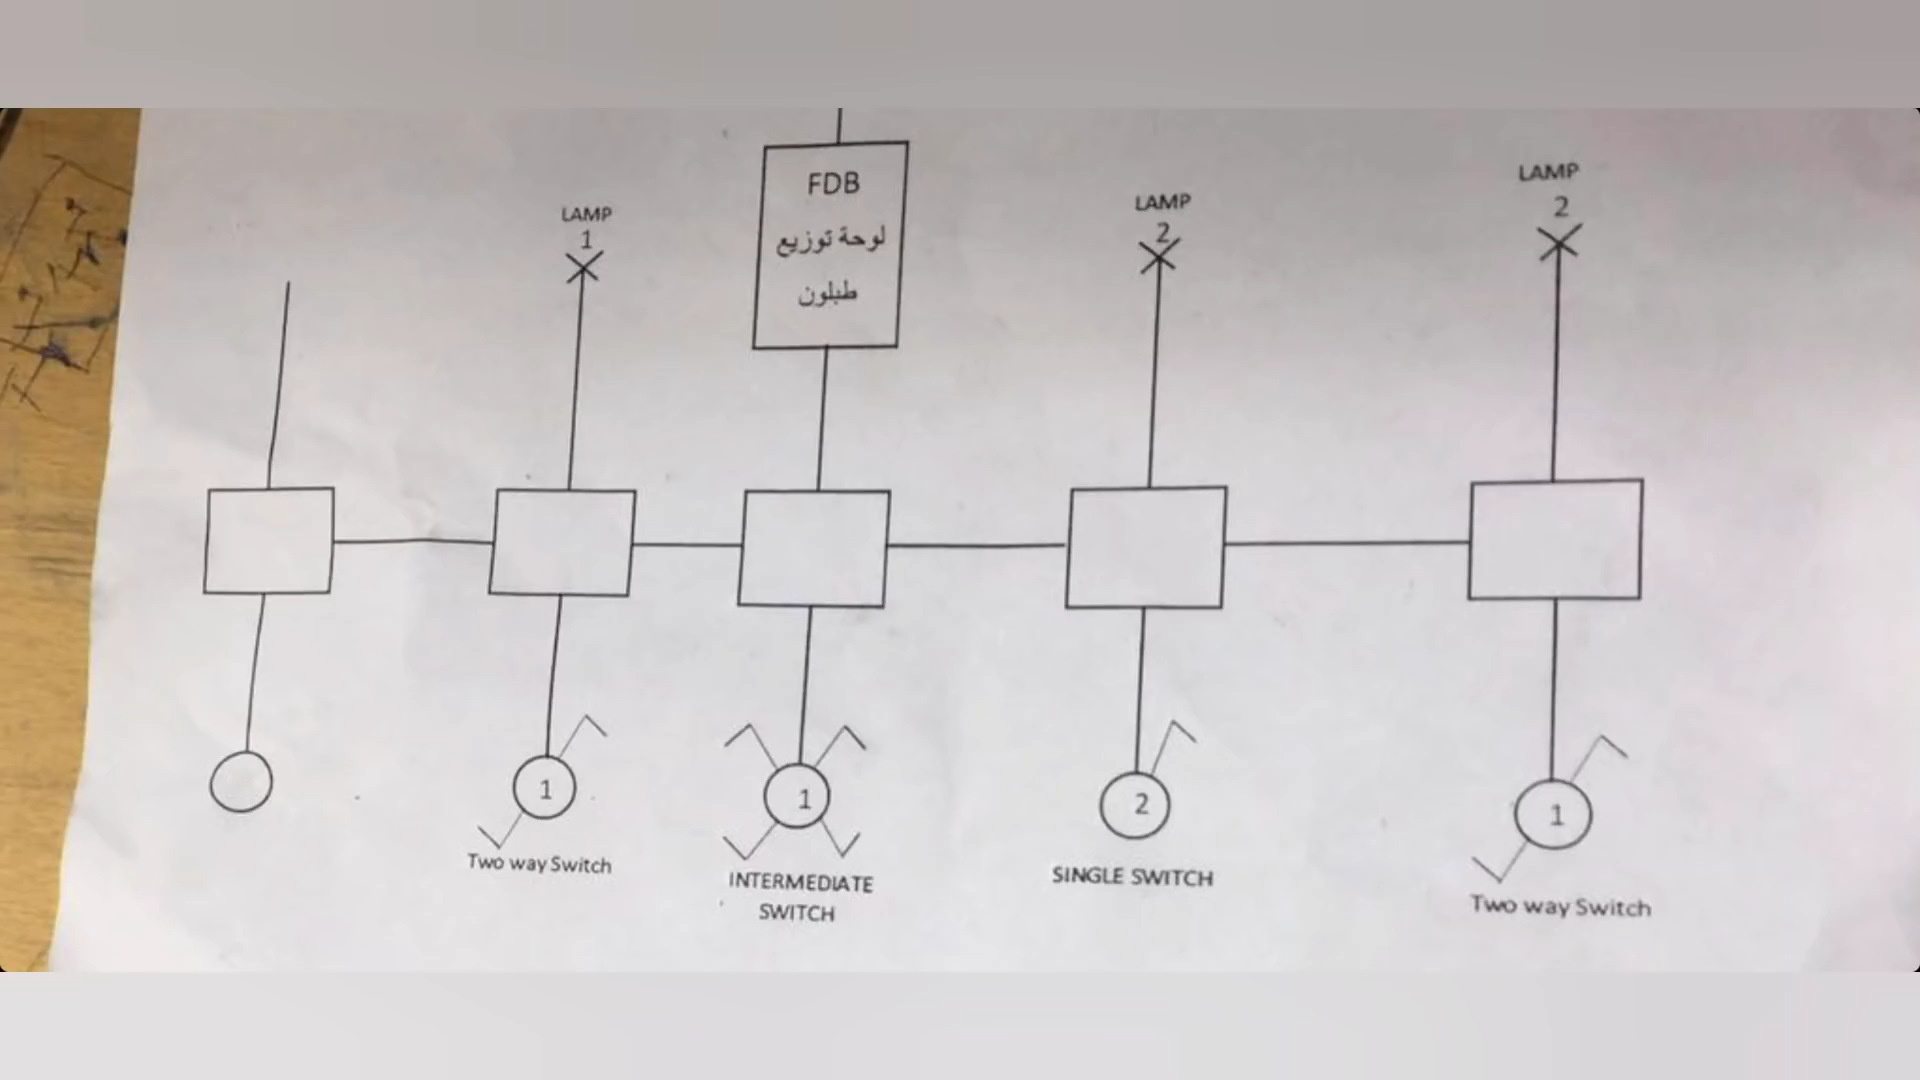 FDB
لوحة توزيع
طبلون
LAMP
1
LAMP
2
LAMP
2
1
Two way Switch
1
INTERMEDIATE
SWITCH
2
SINGLE SWITCH
1
Two way Switch